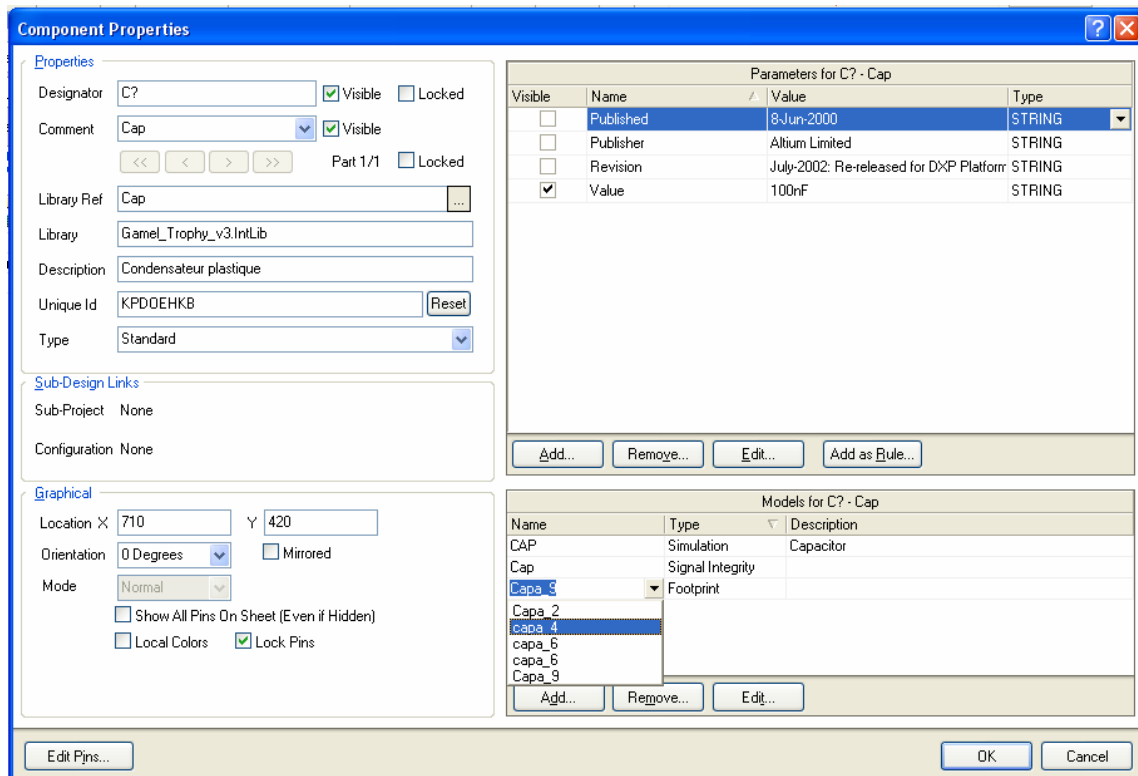 Component Properties
Properties
Designator C? Visible Locked
Comment Cap Visible
<< < > >> Part 1/1 Locked
Library Ref Cap ...
Library Gamel_Trophy_v3.IntLib
Description Condensateur plastique
Unique Id KPDOEHKB Reset
Type Standard
Sub-Design Links
Sub-Project None
Configuration None
Graphical
Location X 710 Y 420
Orientation 0 Degrees Mirrored
Mode Normal
Show All Pins On Sheet (Even if Hidden)
Local Colors Lock Pins
Parameters for C? - Cap
Visible Name Value Type
Published 8-Jun-2000 STRING
Publisher Altium Limited STRING
Revision July-2002: Re-released for DXP Platform STRING
Value 100nF STRING
Add... Remove... Edit... Add as Rule...
Models for C? - Cap
Name Type Description
CAP Simulation Capacitor
Cap Signal Integrity
Capa_9 Footprint
Capa_2
capa_4
capa_6
capa_6
Capa_9
Add... Remove... Edit...
Edit Pins... OK Cancel